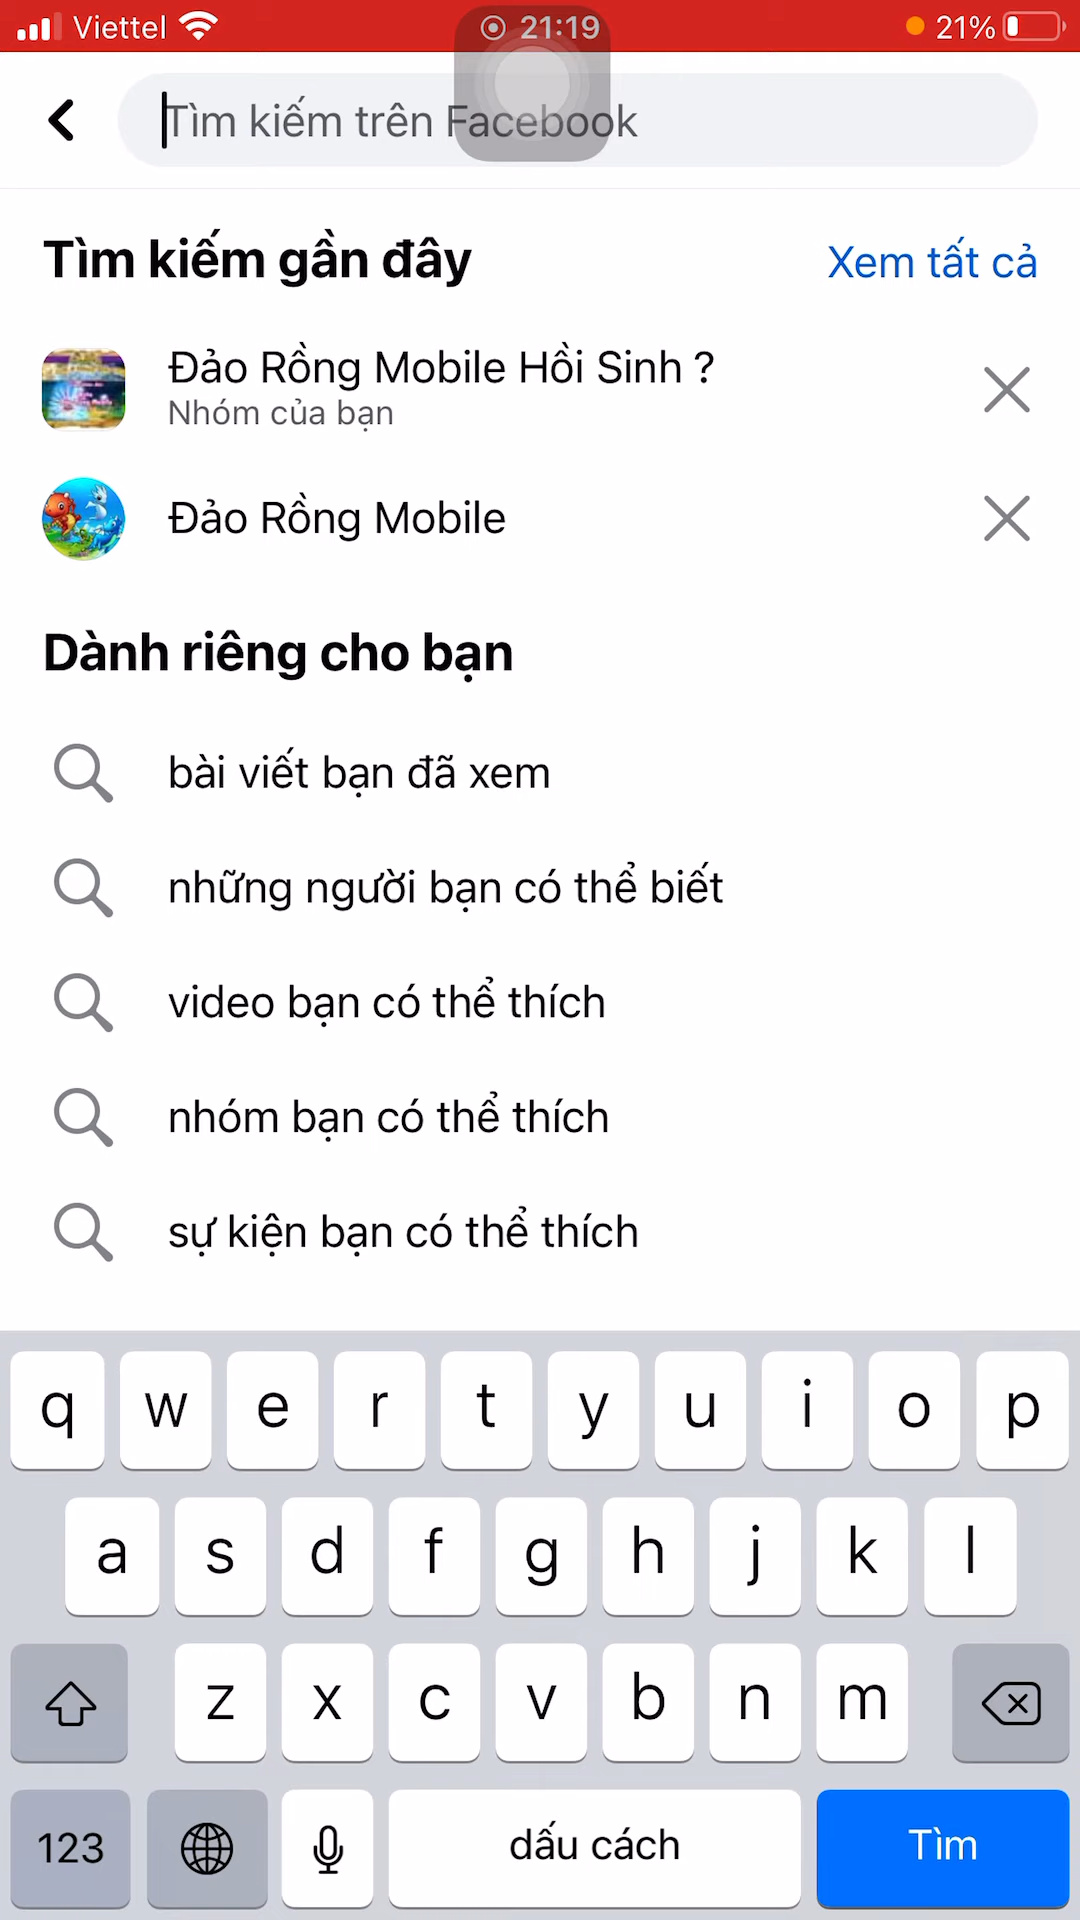 Viettel 21:19 21%
Tìm kiếm trên Facebook
Tìm kiếm gần đây Xem tất cả
Đảo Rồng Mobile Hồi Sinh ?
Nhóm của bạn
Đảo Rồng Mobile
Dành riêng cho bạn
bài viết bạn đã xem
những người bạn có thể biết
video bạn có thể thích
nhóm bạn có thể thích
sự kiện bạn có thể thích
q w e r t y u i o p
a s d f g h j k l
z x c v b n m
123 dấu cách Tìm